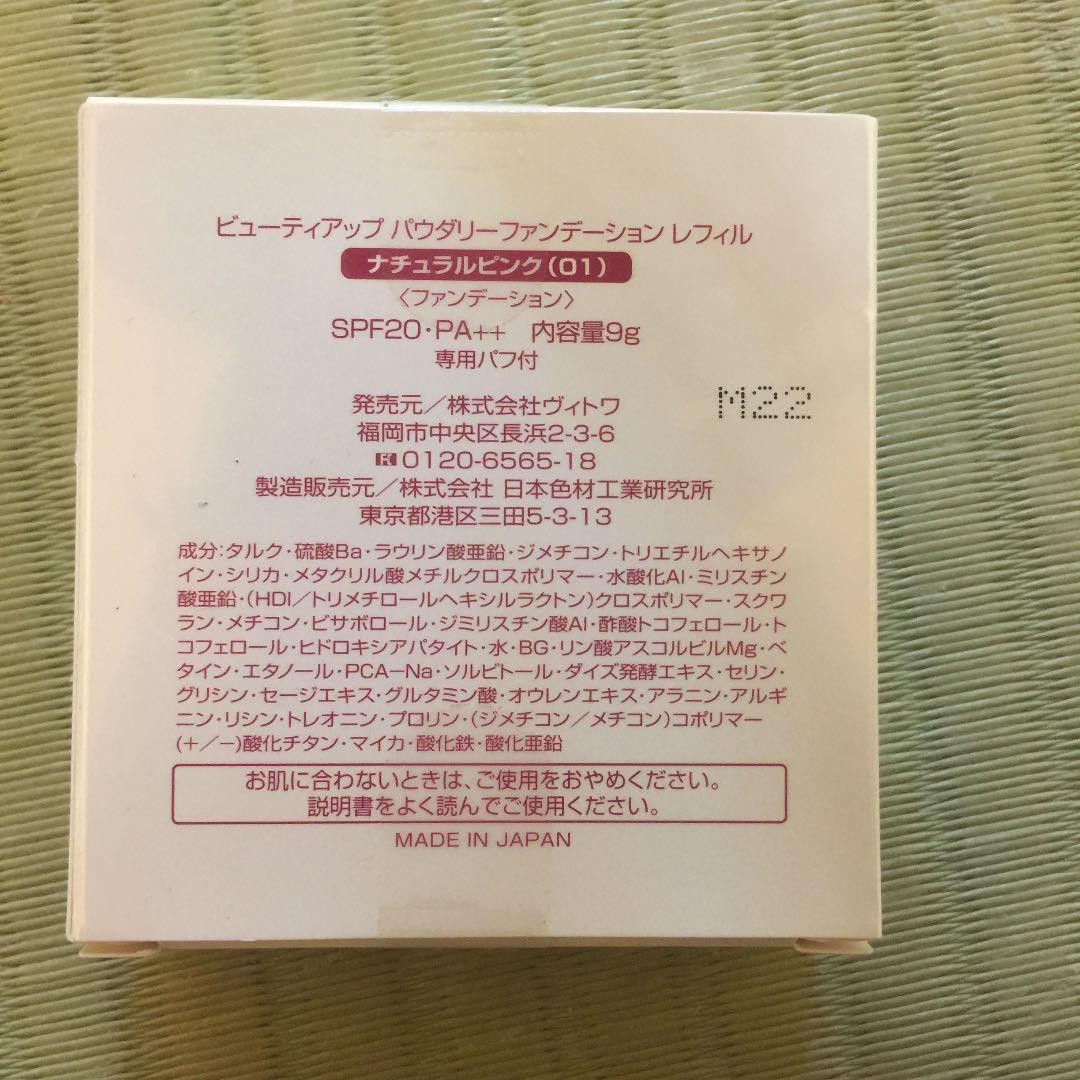 ビューティアップ パウダリーファンデーション レフィル
ナチュラルピンク(01)
〈ファンデーション〉
SPF20・PA++ 内容量9g
専用パフ付
M22
発売元／株式会社ヴィトワ
福岡市中央区長浜2-3-6
0120-6565-18
製造販売元／株式会社 日本色材工業研究所
東京都港区三田5-3-13
成分:タルク・硫酸Ba・ラウリン酸亜鉛・ジメチコン・トリエチルヘキサノ
イン・シリカ・メタクリル酸メチルクロスポリマー・水酸化Al・ミリスチン
酸亜鉛・(HDI／トリメチロールヘキシルラクトン)クロスポリマー・スクワ
ラン・メチコン・ビサボロール・ジミリスチン酸Al・酢酸トコフェロール・ト
コフェロール・ヒドロキシアパタイト・水・BG・リン酸アスコルビルMg・ベ
タイン・エタノール・PCA-Na・ソルビトール・ダイズ発酵エキス・セリン・
グリシン・セージエキス・グルタミン酸・オウレンエキス・アラニン・アルギ
ニン・リシン・トレオニン・プロリン・(ジメチコン／メチコン)コポリマー
(+／-)酸化チタン・マイカ・酸化鉄・酸化亜鉛
お肌に合わないときは、ご使用をおやめください。
説明書をよく読んでご使用ください。
MADE IN JAPAN